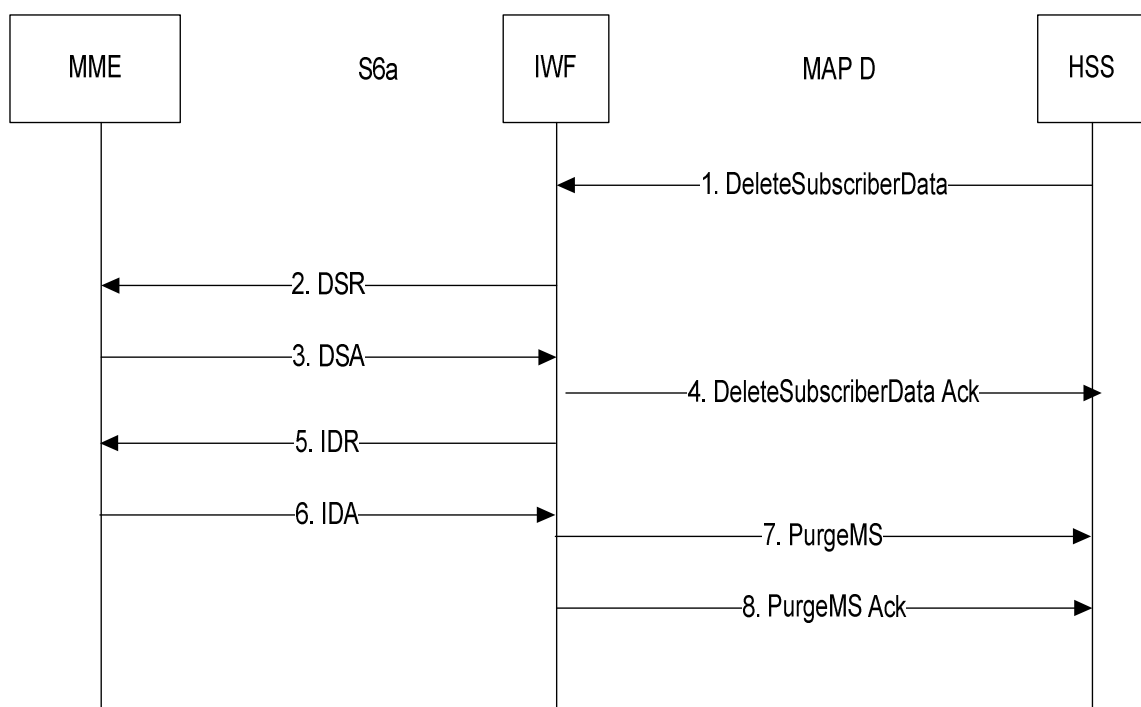 MME
S6a
IWF
MAP D
HSS
1. DeleteSubscriberData
2. DSR
3. DSA
4. DeleteSubscriberData Ack
5. IDR
6. IDA
7. PurgeMS
8. PurgeMS Ack